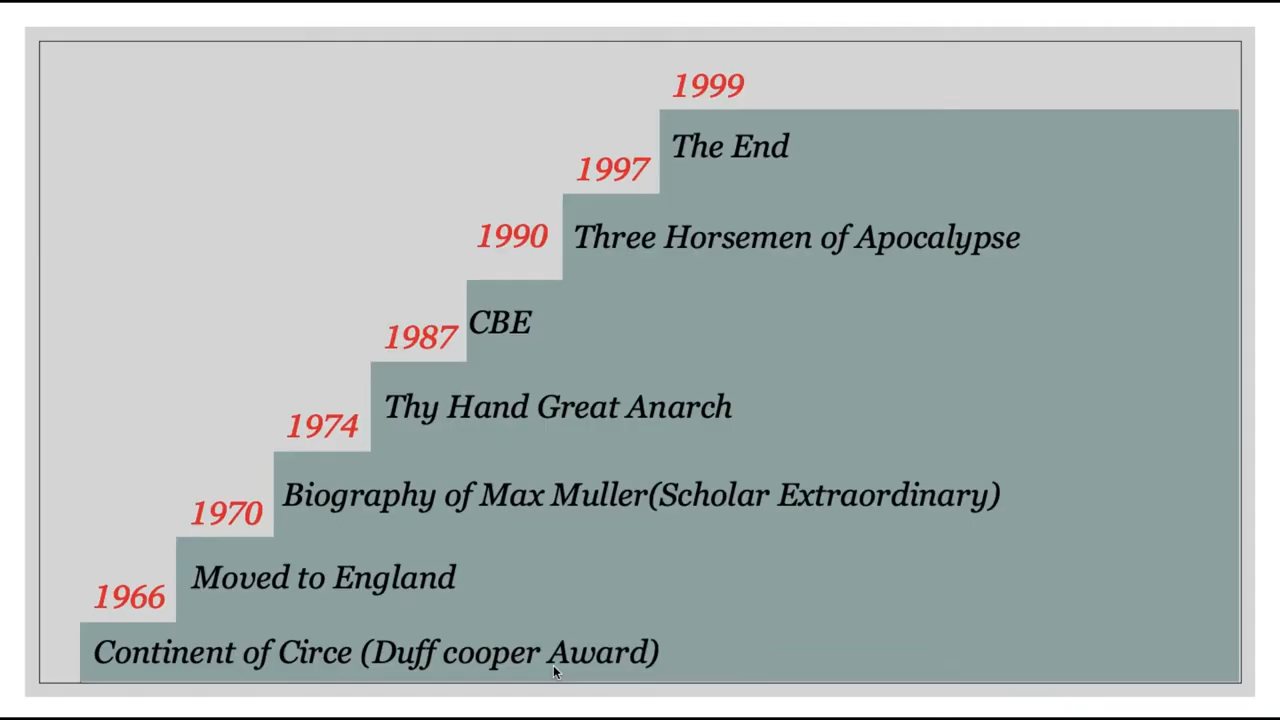 1999
The End
1997
Three Horsemen of Apocalypse
1990
CBE
1987
Thy Hand Great Anarch
1974
Biography of Max Muller(Scholar Extraordinary)
1970
Moved to England
1966
Continent of Circe (Duff cooper Award)